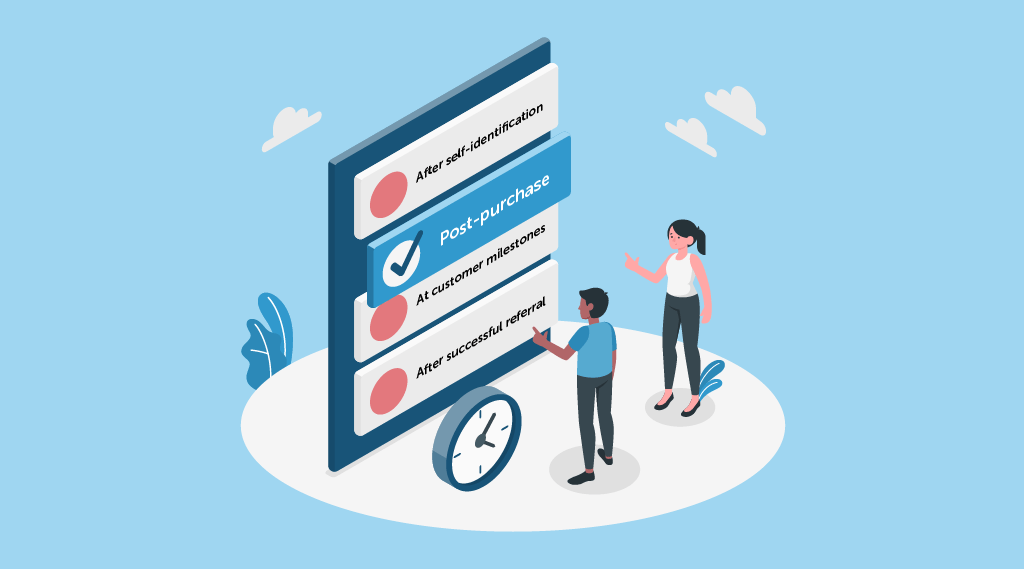 After self-identification
Post-purchase
At customer milestones
After successful referral